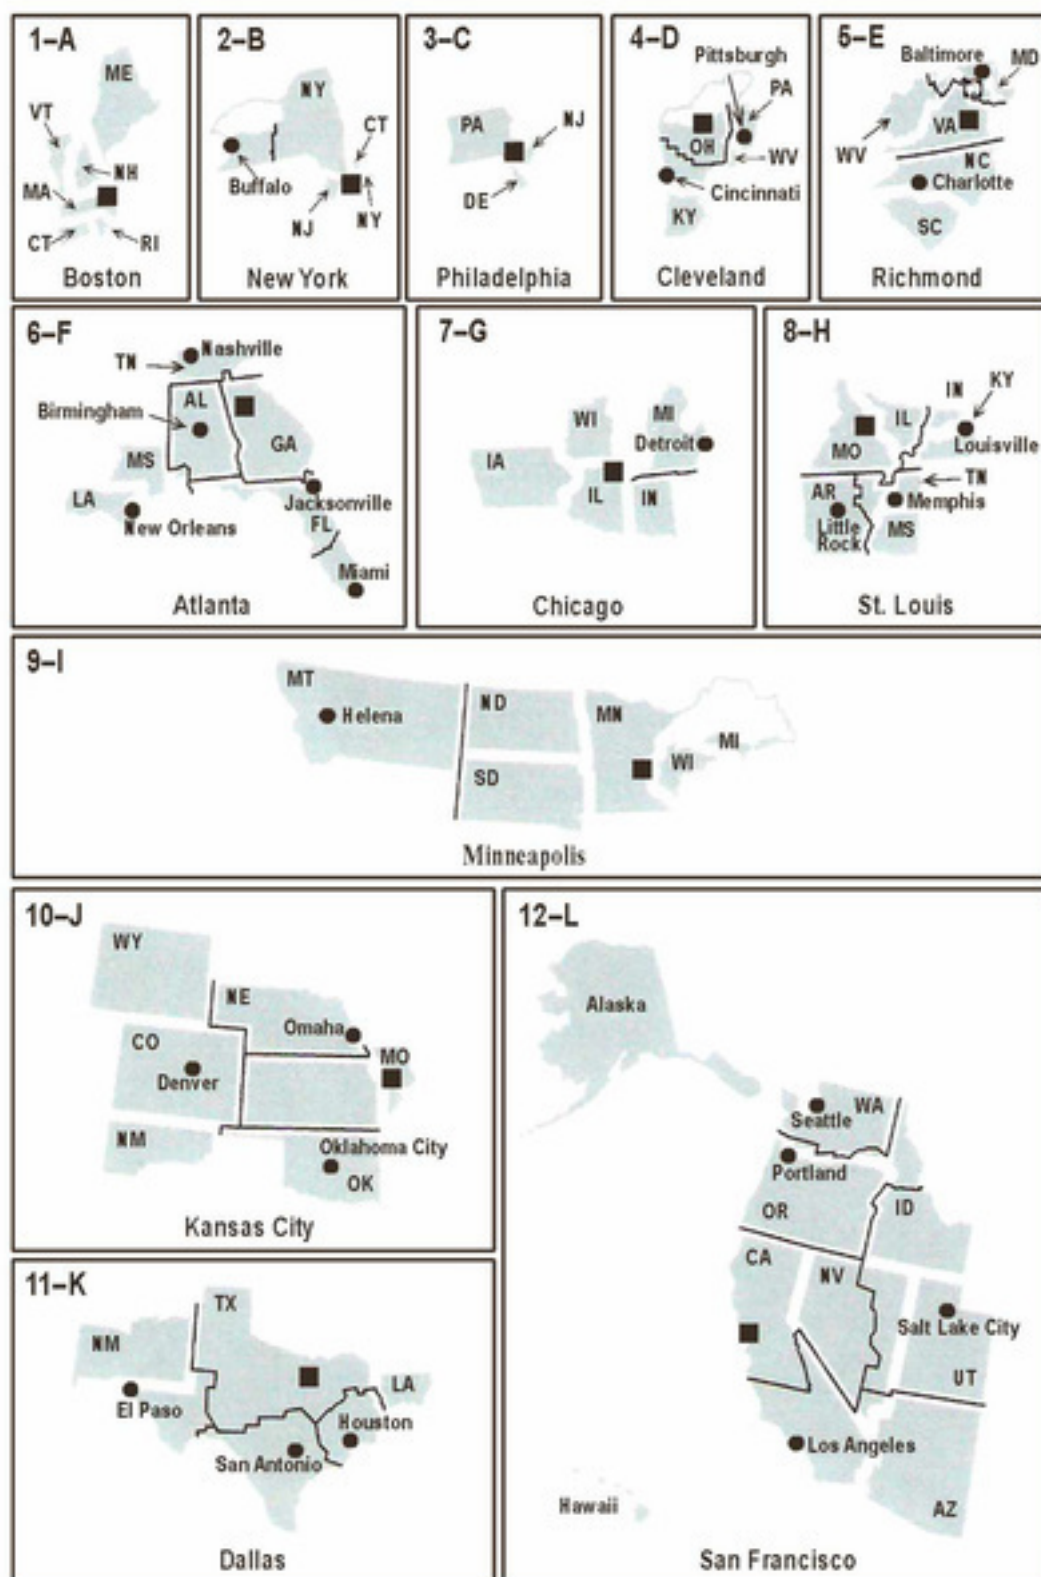 1–A
ME
VT
NH
MA
CT
RI
Boston
2–B
NY
CT
Buffalo
NJ
NY
New York
3–C
PA
NJ
DE
Philadelphia
4–D
Pittsburgh
PA
OH
WV
Cincinnati
KY
Cleveland
5–E
Baltimore
MD
VA
WV
NC
Charlotte
SC
Richmond
6–F
Nashville
TN
AL
Birmingham
GA
MS
LA
Jacksonville
New Orleans
FL
Miami
Atlanta
7–G
WI
MI
Detroit
IA
IL
IN
Chicago
8–H
IN
KY
IL
MO
Louisville
TN
AR
Memphis
Little
Rock
MS
St. Louis
9–I
MT
ND
MN
Helena
MI
WI
SD
Minneapolis
10–J
WY
NE
Omaha
CO
MO
Denver
NM
Oklahoma City
OK
Kansas City
11–K
TX
NM
LA
El Paso
Houston
San Antonio
Dallas
12–L
Alaska
WA
Seattle
Portland
OR
ID
CA
NV
Salt Lake City
UT
Los Angeles
Hawaii
AZ
San Francisco